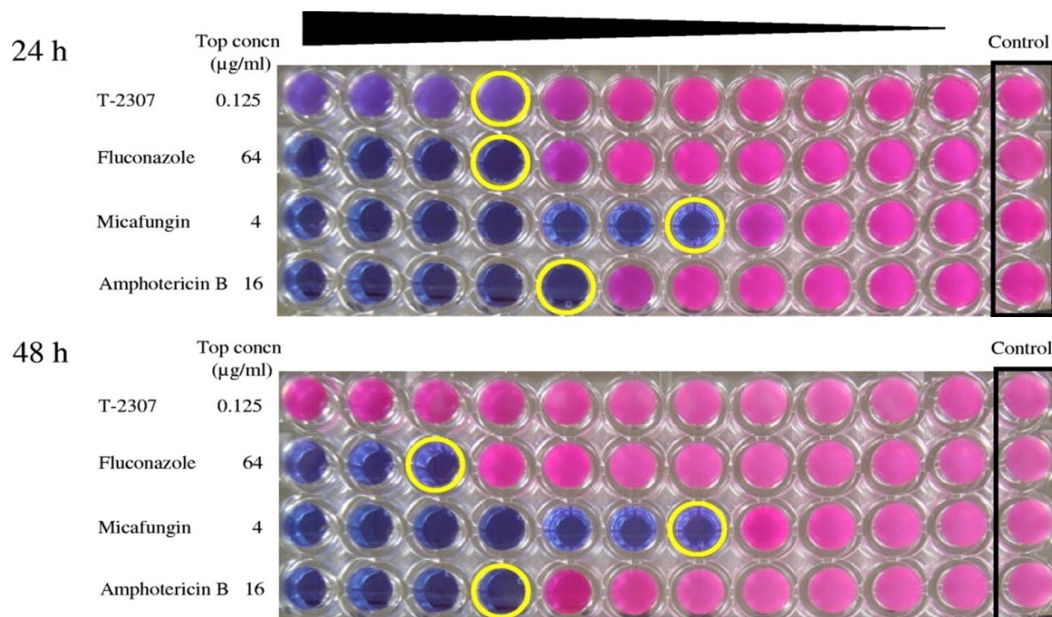 24 h
Top concn
(µg/ml)
Control
T-2307 0.125
Fluconazole 64
Micafungin 4
Amphotericin B 16
48 h
Top concn
(µg/ml)
Control
T-2307 0.125
Fluconazole 64
Micafungin 4
Amphotericin B 16